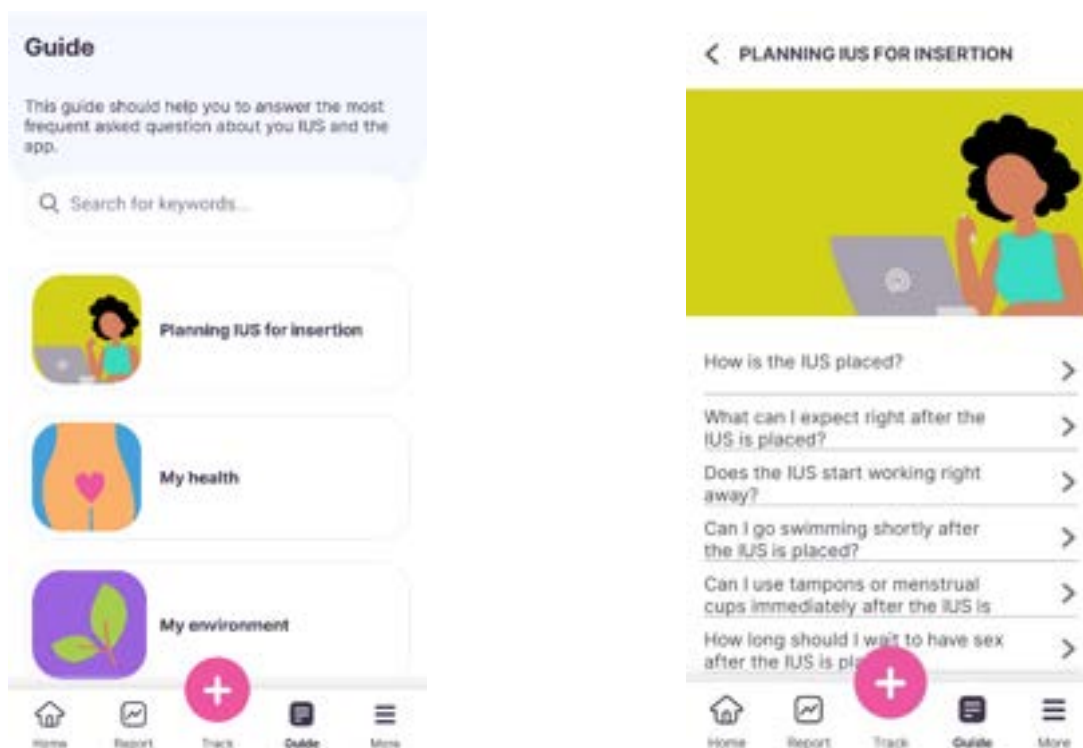 Guide
This guide should help you to answer the most
frequent asked question about you IUS and the
app.
Search for keywords...
Planning IUS for insertion
My health
My environment
Home
Report
Track
Guide
More
PLANNING IUS FOR INSERTION
How is the IUS placed?
What can I expect right after the
IUS is placed?
Does the IUS start working right
away?
Can I go swimming shortly after
the IUS is placed?
Can I use tampons or menstrual
cups immediately after the IUS is
How long should I wait to have sex
after the IUS is
Home
Report
Track
Guide
More